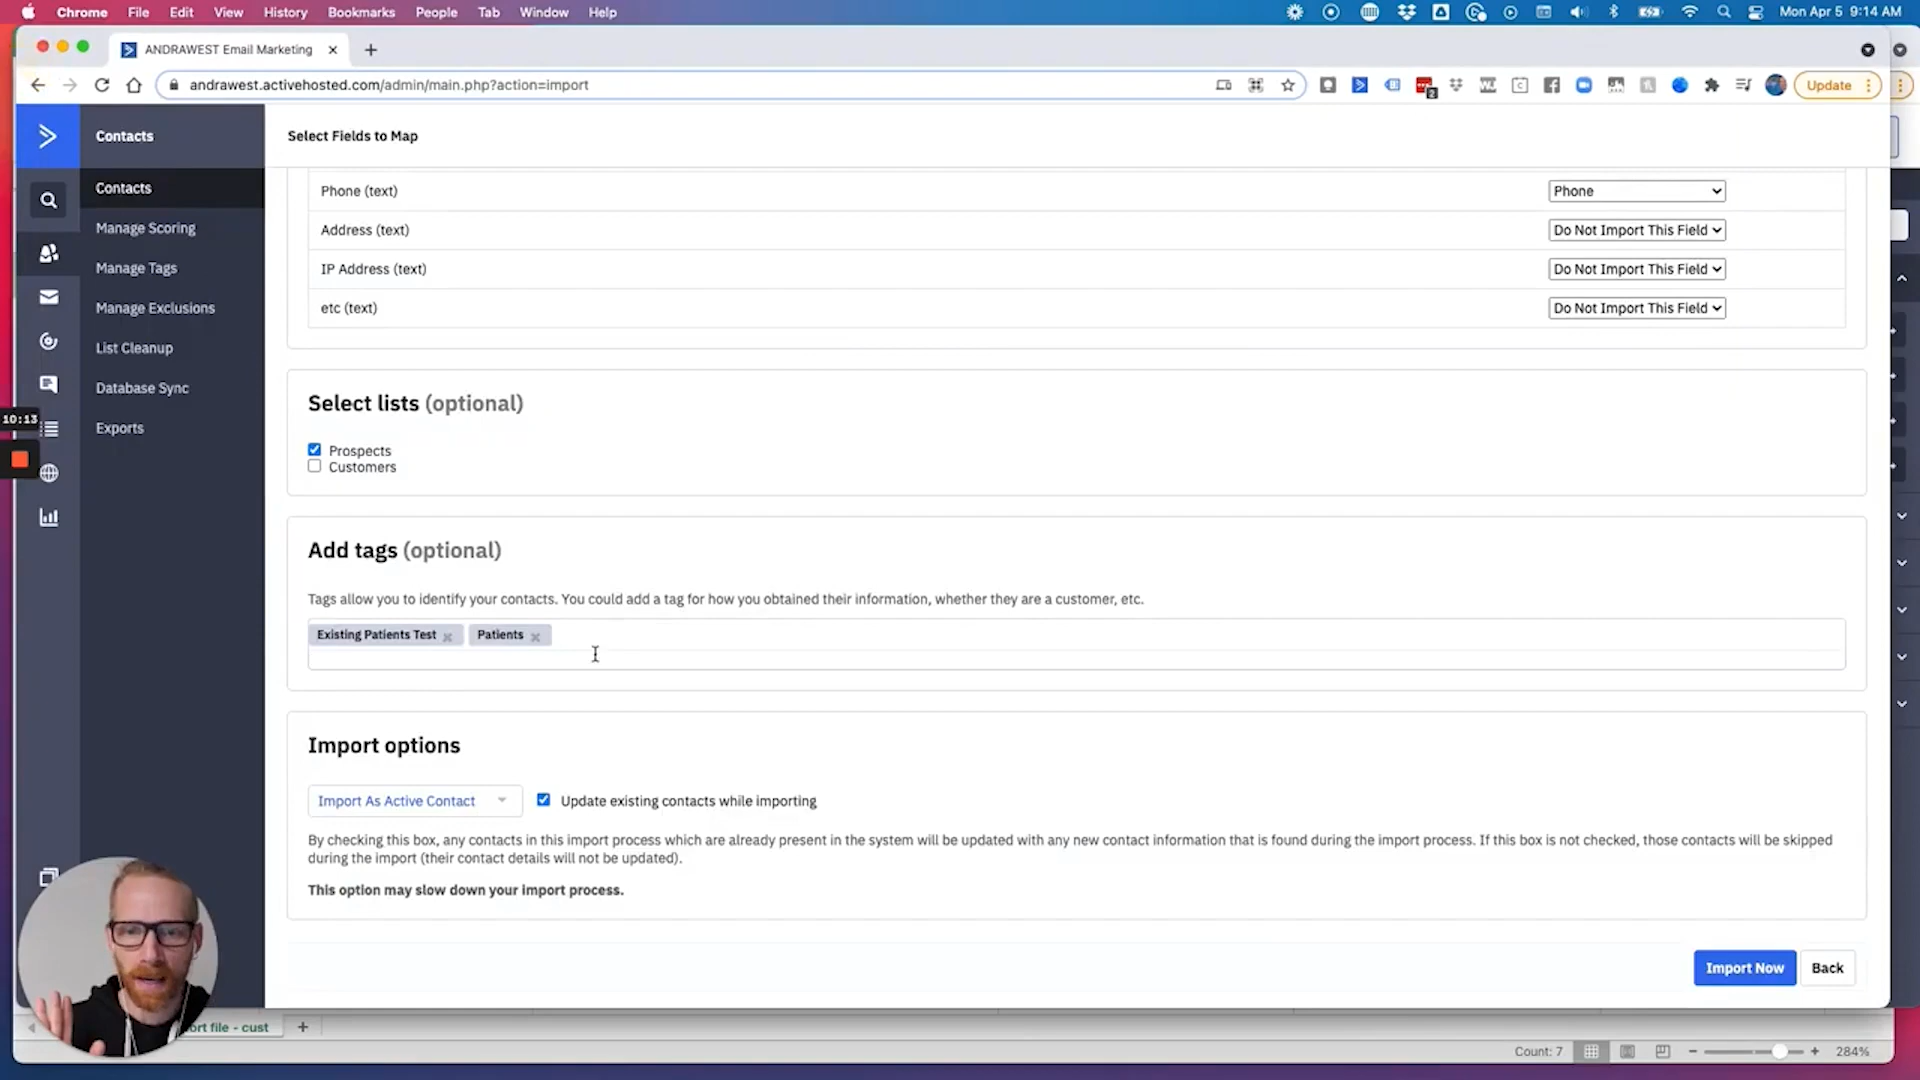 Chrome File Edit View History Bookmarks People Tab Window Help Mon Apr 5 9:14 AM
ANDRAWEST Email Marketing
andrawest.activehosted.com/admin/main.php?action=import
2
Update
Contacts
Select Fields to Map
Contacts
Manage Scoring
Manage Tags
Manage Exclusions
List Cleanup
Database Sync
Exports
10:13
Phone (text) Phone
Address (text) Do Not Import This Field
IP Address (text) Do Not Import This Field
etc (text) Do Not Import This Field
Select lists (optional)
Prospects
Customers
Add tags (optional)
Tags allow you to identify your contacts. You could add a tag for how you obtained their information, whether they are a customer, etc.
Existing Patients Test Patients
Import options
Import As Active Contact Update existing contacts while importing
By checking this box, any contacts in this import process which are already present in the system will be updated with any new contact information that is found during the import process. If this box is not checked, those contacts will be skipped
during the import (their contact details will not be updated).
This option may slow down your import process.
Import Now Back
ort file - cust
Count: 7 284%